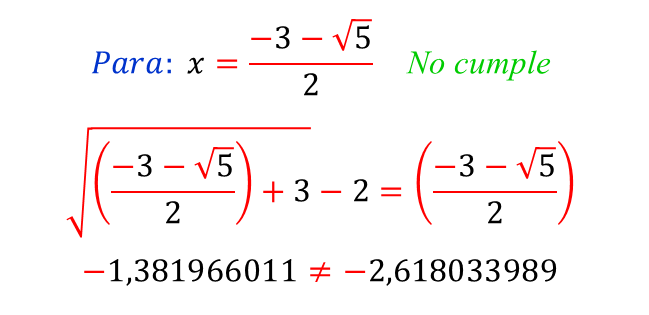 Para: x = (−3 − √5)/2 No cumple
√(((−3 − √5)/2) + 3) − 2 = ((−3 − √5)/2)
−1,381966011 ≠ −2,618033989